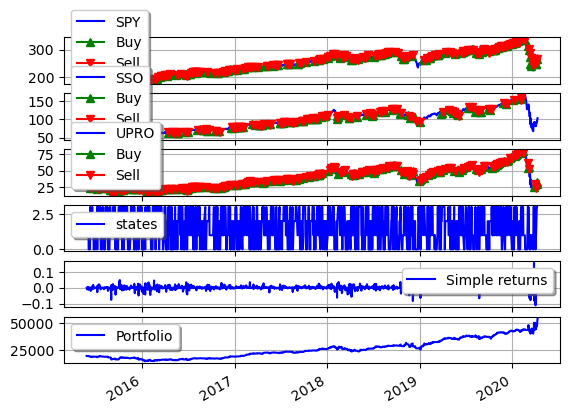 SPY
Buy
Sell
300
200
SSO
Buy
Sell
150
100
50
UPRO
Buy
Sell
75
50
25
states
2.5
0.0
Simple returns
0.1
0.0
−0.1
Portfolio
50000
25000
2016 2017 2018 2019 2020